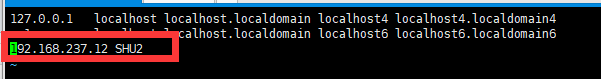 127.0.0.1   localhost localhost.localdomain localhost4 localhost4.localdomain4
localhost localhost.localdomain localhost6 localhost6.localdomain6
192.168.237.12 SHU2
~